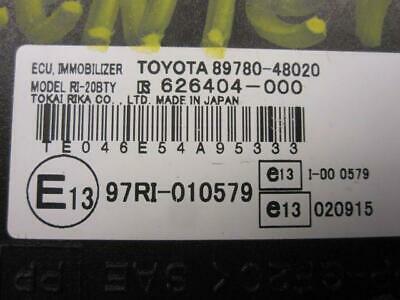 ECU, IMMOBILIZER TOYOTA 89780-48020
MODEL RI-20BTY 626404-000
TOKAI RIKA CO., LTD. MADE IN JAPAN
TE046E54A95333
E13 97RI-010579
e13 I-00 0579
e13 020915